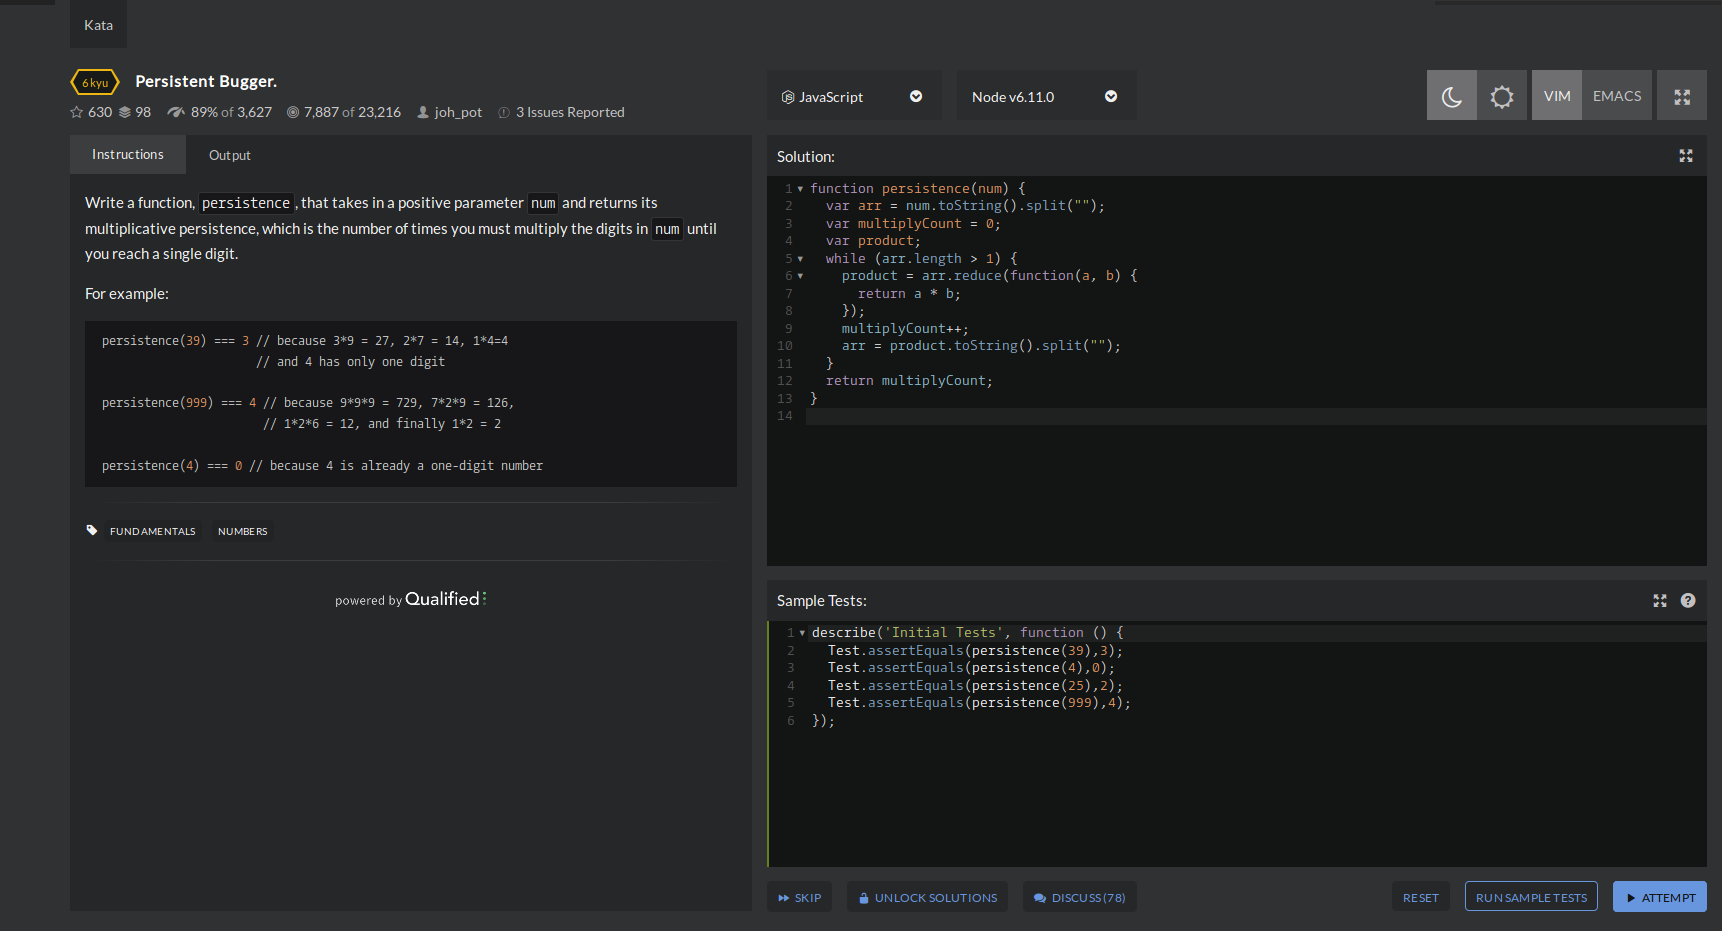 Kata
6 kyu Persistent Bugger.
630 98 89% of 3,627 7,887 of 23,216 joh_pot 3 Issues Reported
JavaScript
Node v6.11.0
VIM EMACS
Instructions Output
Write a function, persistence, that takes in a positive parameter num and returns its
multiplicative persistence, which is the number of times you must multiply the digits in num until
you reach a single digit.
For example:
persistence(39) === 3 // because 3*9 = 27, 2*7 = 14, 1*4=4
// and 4 has only one digit
persistence(999) === 4 // because 9*9*9 = 729, 7*2*9 = 126,
// 1*2*6 = 12, and finally 1*2 = 2
persistence(4) === 0 // because 4 is already a one-digit number
FUNDAMENTALS NUMBERS
powered by Qualified
Solution:
1 function persistence(num) {
2 var arr = num.toString().split("");
3 var multiplyCount = 0;
4 var product;
5 while (arr.length > 1) {
6 product = arr.reduce(function(a, b) {
7 return a * b;
8 });
9 multiplyCount++;
10 arr = product.toString().split("");
11 }
12 return multiplyCount;
13 }
14
Sample Tests:
1 describe('Initial Tests', function () {
2 Test.assertEquals(persistence(39),3);
3 Test.assertEquals(persistence(4),0);
4 Test.assertEquals(persistence(25),2);
5 Test.assertEquals(persistence(999),4);
6 });
SKIP UNLOCK SOLUTIONS DISCUSS (78) RESET RUN SAMPLE TESTS ATTEMPT